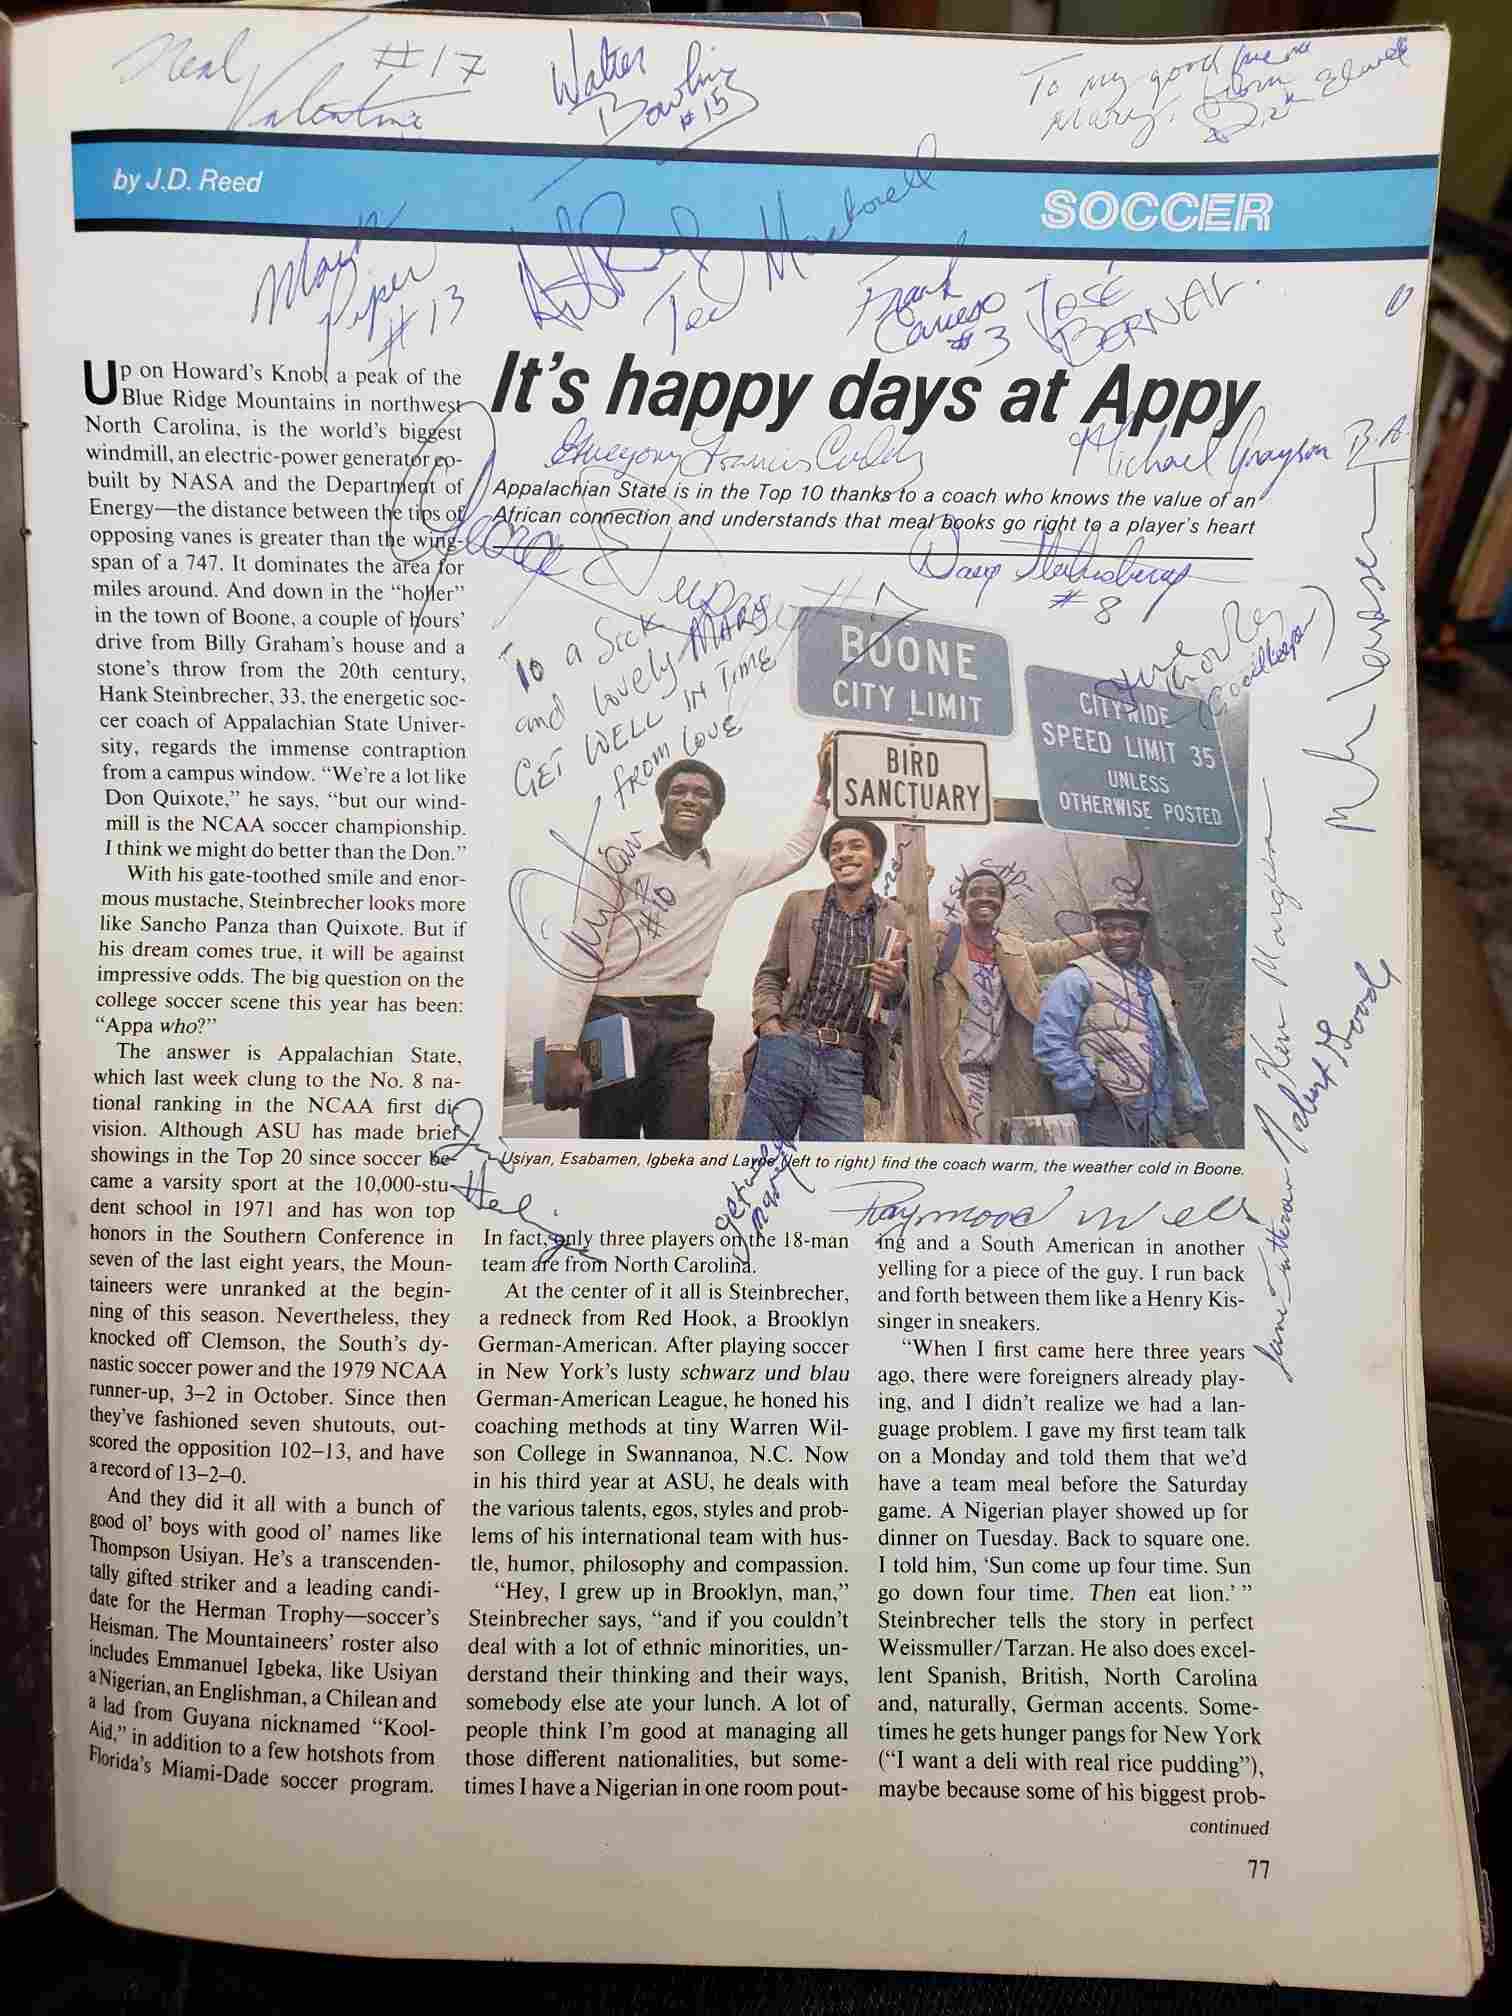 Neal Valentine #17
Walter Bowling #15
To my good friend
Mary, from
by J.D. Reed
SOCCER
Mark Piper #13
Art Ted
Frank Caruso #3
JOSÉ BERNAL
It's happy days at Appy
Michael Grayson B.A.
Appalachian State is in the Top 10 thanks to a coach who knows the value of an
African connection and understands that meal books go right to a player's heart
#8
To a Sick
and lovely MARY
GET WELL IN TIME
FROM LOVE
#10
(Goalkeeper)
BOONE
CITY LIMIT
BIRD
SANCTUARY
CITYWIDE
SPEED LIMIT 35
UNLESS
OTHERWISE POSTED
Ken
Robert G. Goode
Usiyan, Esabamen, Igbeka and Layne (left to right) find the coach warm, the weather cold in Boone.
get well
Mary
Raymond
Up on Howard's Knob, a peak of the
Blue Ridge Mountains in northwest
North Carolina, is the world's biggest
windmill, an electric-power generator co-
built by NASA and the Department of
Energy—the distance between the tips of
opposing vanes is greater than the wing-
span of a 747. It dominates the area for
miles around. And down in the "holler"
in the town of Boone, a couple of hours'
drive from Billy Graham's house and a
stone's throw from the 20th century,
Hank Steinbrecher, 33, the energetic soc-
cer coach of Appalachian State Univer-
sity, regards the immense contraption
from a campus window. "We're a lot like
Don Quixote," he says, "but our wind-
mill is the NCAA soccer championship.
I think we might do better than the Don."
With his gate-toothed smile and enor-
mous mustache, Steinbrecher looks more
like Sancho Panza than Quixote. But if
his dream comes true, it will be against
impressive odds. The big question on the
college soccer scene this year has been:
"Appa who?"
The answer is Appalachian State,
which last week clung to the No. 8 na-
tional ranking in the NCAA first di-
vision. Although ASU has made brief
showings in the Top 20 since soccer be-
came a varsity sport at the 10,000-stu-
dent school in 1971 and has won top
honors in the Southern Conference in
seven of the last eight years, the Moun-
taineers were unranked at the begin-
ning of this season. Nevertheless, they
knocked off Clemson, the South's dy-
nastic soccer power and the 1979 NCAA
runner-up, 3–2 in October. Since then
they've fashioned seven shutouts, out-
scored the opposition 102–13, and have
a record of 13–2–0.
And they did it all with a bunch of
good ol' boys with good ol' names like
Thompson Usiyan. He's a transcenden-
tally gifted striker and a leading candi-
date for the Herman Trophy—soccer's
Heisman. The Mountaineers' roster also
includes Emmanuel Igbeka, like Usiyan
a Nigerian, an Englishman, a Chilean and
a lad from Guyana nicknamed "Kool-
Aid," in addition to a few hotshots from
Florida's Miami-Dade soccer program.
In fact, only three players on the 18-man
team are from North Carolina.
At the center of it all is Steinbrecher,
a redneck from Red Hook, a Brooklyn
German-American. After playing soccer
in New York's lusty schwarz und blau
German-American League, he honed his
coaching methods at tiny Warren Wil-
son College in Swannanoa, N.C. Now
in his third year at ASU, he deals with
the various talents, egos, styles and prob-
lems of his international team with hus-
tle, humor, philosophy and compassion.
"Hey, I grew up in Brooklyn, man,"
Steinbrecher says, "and if you couldn't
deal with a lot of ethnic minorities, un-
derstand their thinking and their ways,
somebody else ate your lunch. A lot of
people think I'm good at managing all
those different nationalities, but some-
times I have a Nigerian in one room pout-
ing and a South American in another
yelling for a piece of the guy. I run back
and forth between them like a Henry Kis-
singer in sneakers.
"When I first came here three years
ago, there were foreigners already play-
ing, and I didn't realize we had a lan-
guage problem. I gave my first team talk
on a Monday and told them that we'd
have a team meal before the Saturday
game. A Nigerian player showed up for
dinner on Tuesday. Back to square one.
I told him, 'Sun come up four time. Sun
go down four time. Then eat lion.' "
Steinbrecher tells the story in perfect
Weissmuller/Tarzan. He also does excel-
lent Spanish, British, North Carolina
and, naturally, German accents. Some-
times he gets hunger pangs for New York
("I want a deli with real rice pudding"),
maybe because some of his biggest prob-
continued
77